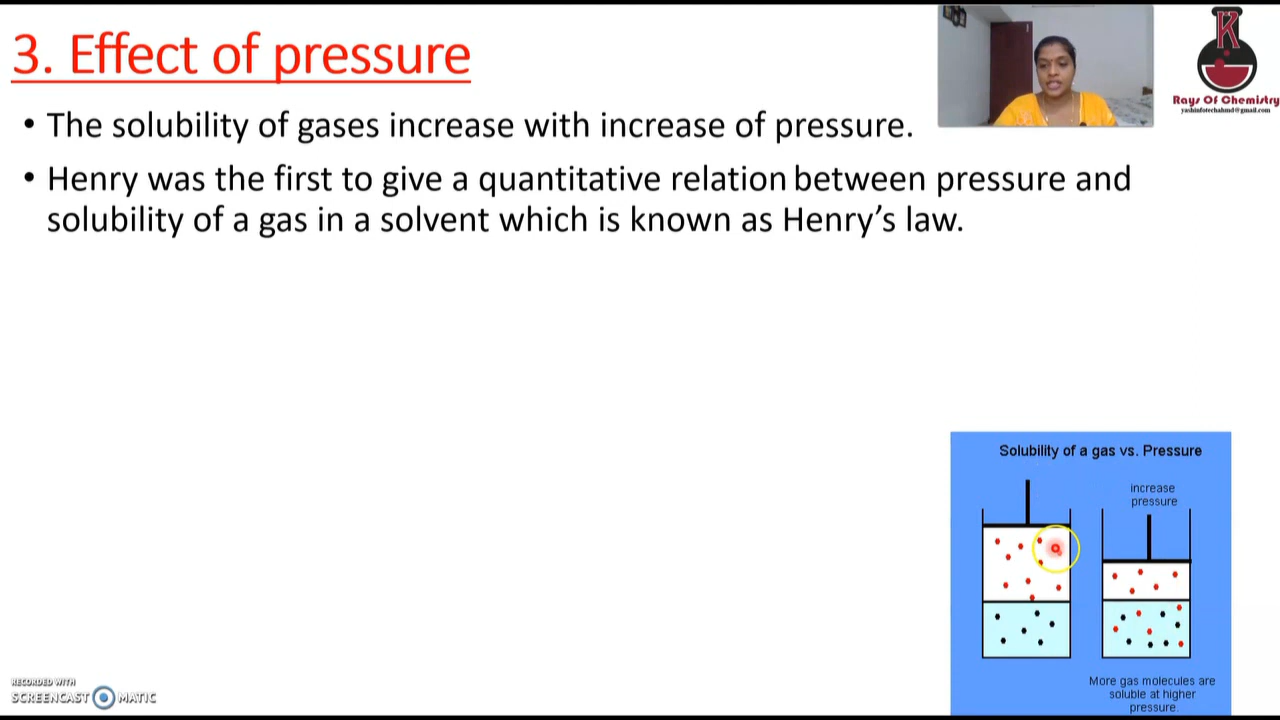 3. Effect of pressure
• The solubility of gases increase with increase of pressure.
• Henry was the first to give a quantitative relation between pressure and
solubility of a gas in a solvent which is known as Henry's law.
K
Rays Of Chemistry
yashinfotechahmd@gmail.com
Solubility of a gas vs. Pressure
increase
pressure
More gas molecules are
soluble at higher
pressure.
RECORDED WITH
SCREENCAST MATIC